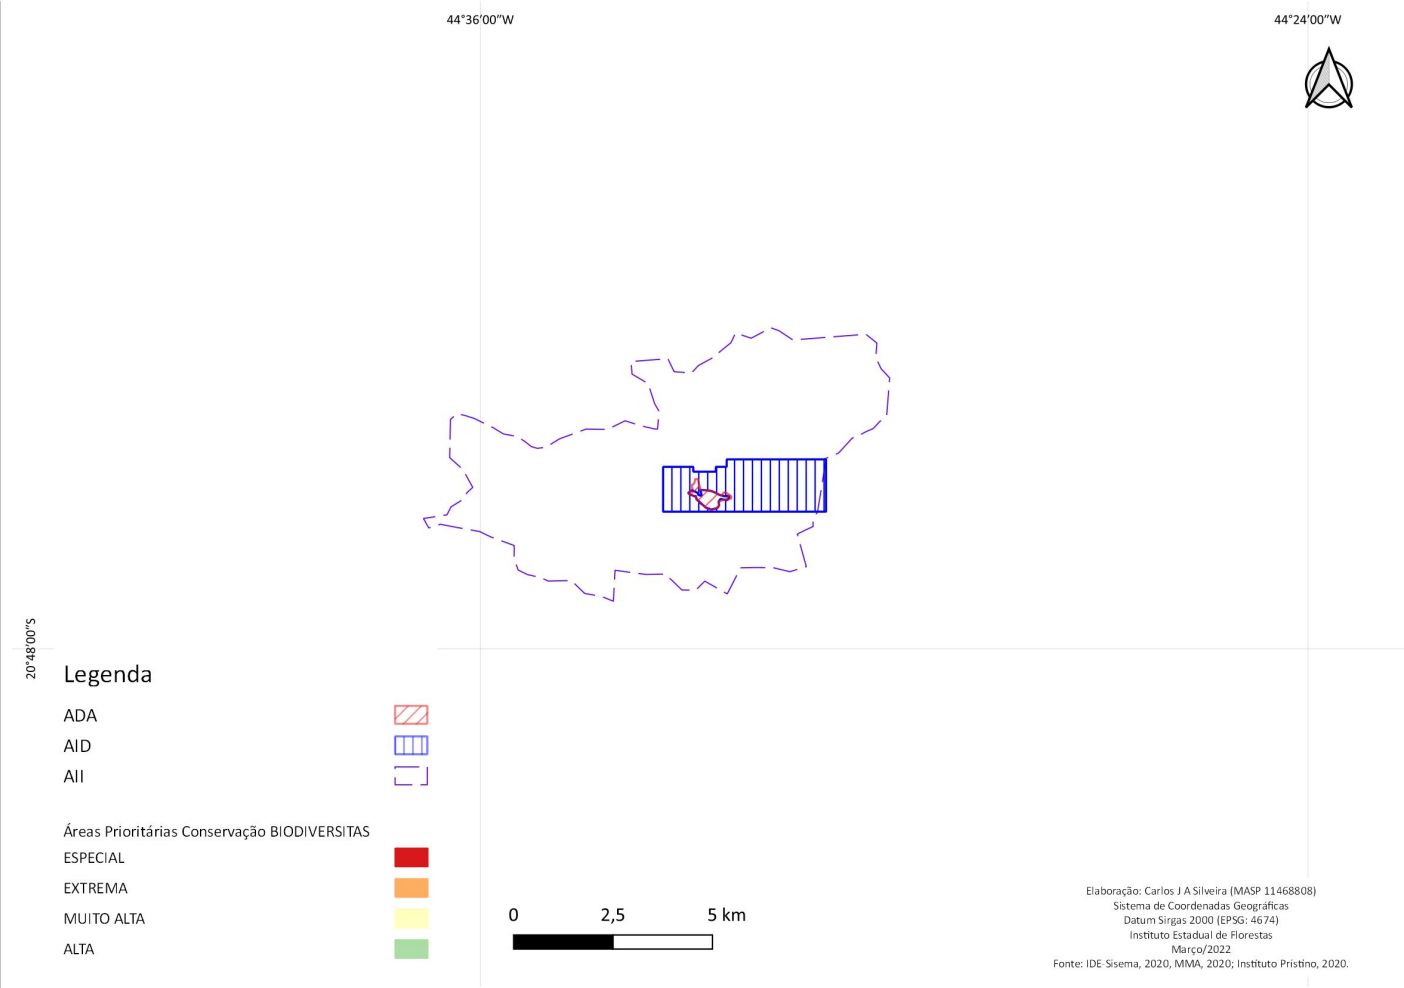 44°36'00"W
44°24'00"W
20°48'00"S
Legenda
ADA
AID
AII
Áreas Prioritárias Conservação BIODIVERSITAS
ESPECIAL
EXTREMA
MUITO ALTA
ALTA
0 2,5 5 km
Elaboração: Carlos J A Silveira (MASP 11468808)
Sistema de Coordenadas Geográficas
Datum Sirgas 2000 (EPSG: 4674)
Instituto Estadual de Florestas
Março/2022
Fonte: IDE-Sisema, 2020, MMA, 2020; Instituto Prístino, 2020.